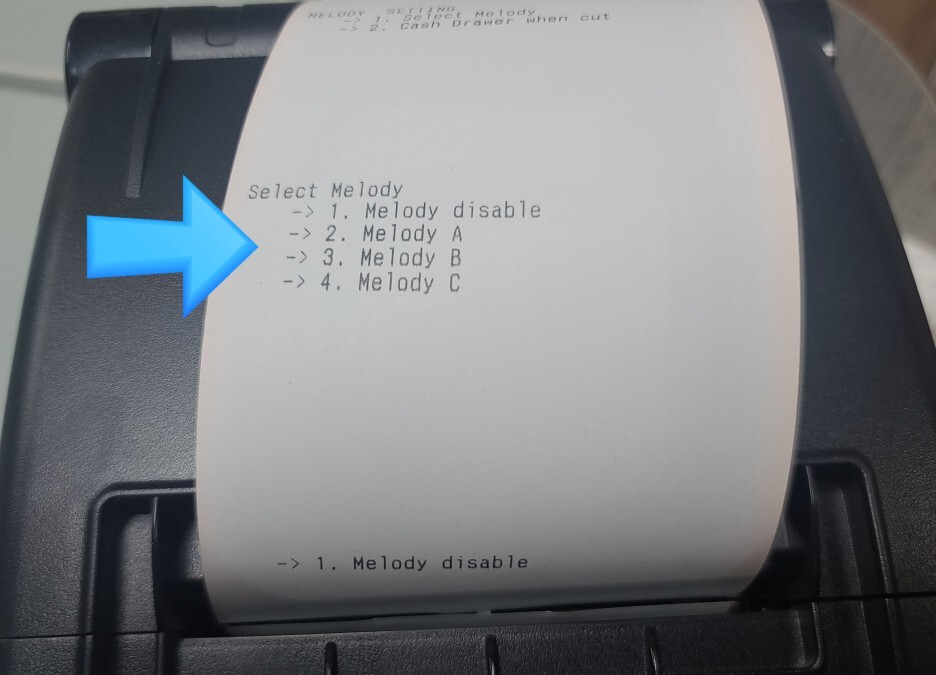 MELODY SETTING
-> 1. Select Melody
-> 2. Cash Drawer when cut
Select Melody
-> 1. Melody disable
-> 2. Melody A
-> 3. Melody B
-> 4. Melody C
-> 1. Melody disable